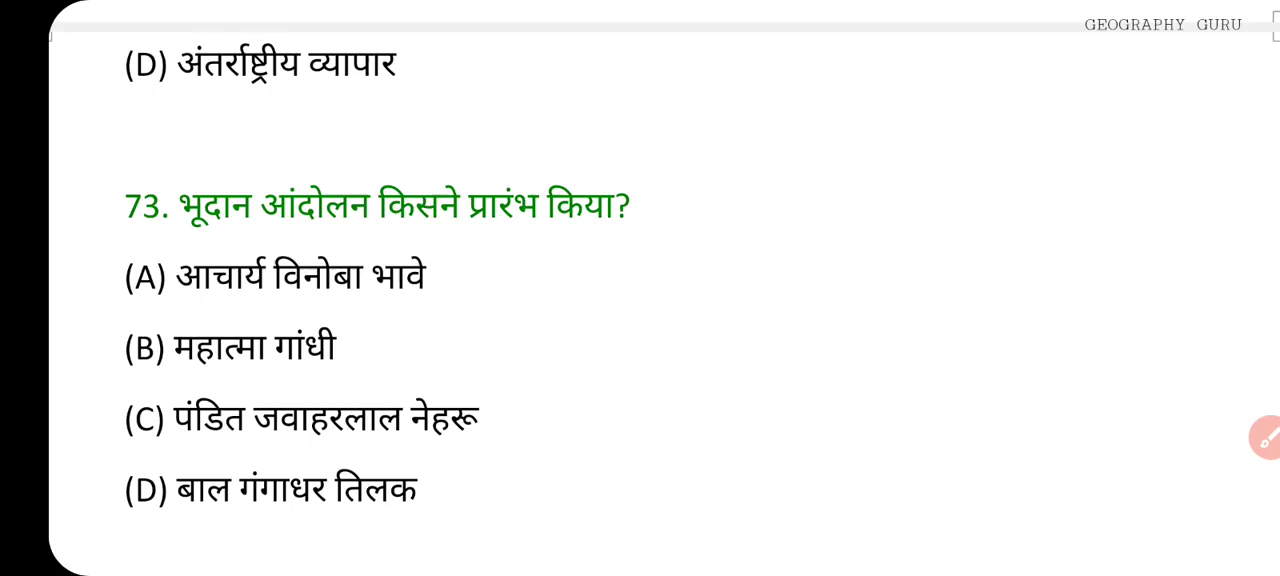 GEOGRAPHY GURU
(D) अंतर्राष्ट्रीय व्यापार
73. भूदान आंदोलन किसने प्रारंभ किया?
(A) आचार्य विनोबा भावे
(B) महात्मा गांधी
(C) पंडित जवाहरलाल नेहरू
(D) बाल गंगाधर तिलक